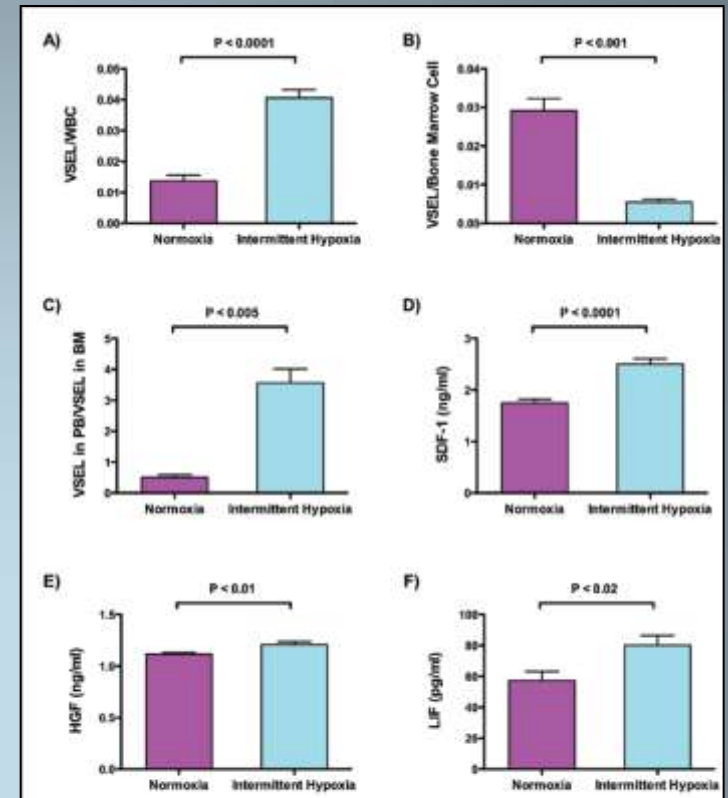 A)
P < 0.0001
VSEL/WBC
0.05
0.04
0.03
0.02
0.01
0.00
Normoxia
Intermittent Hypoxia
B)
P < 0.001
VSEL/Bone Marrow Cell
0.04
0.03
0.02
0.01
0.00
Normoxia
Intermittent Hypoxia
C)
P < 0.005
VSEL in PB/VSEL in BM
5
4
3
2
1
0
Normoxia
Intermittent Hypoxia
D)
P < 0.0001
SDF-1 (ng/ml)
3
2
1
0
Normoxia
Intermittent Hypoxia
E)
P < 0.01
HGF (ng/ml)
1.5
1.0
0.5
0.0
Normoxia
Intermittent Hypoxia
F)
P < 0.02
LIF (pg/ml)
100
80
60
40
20
0
Normoxia
Intermittent Hypoxia